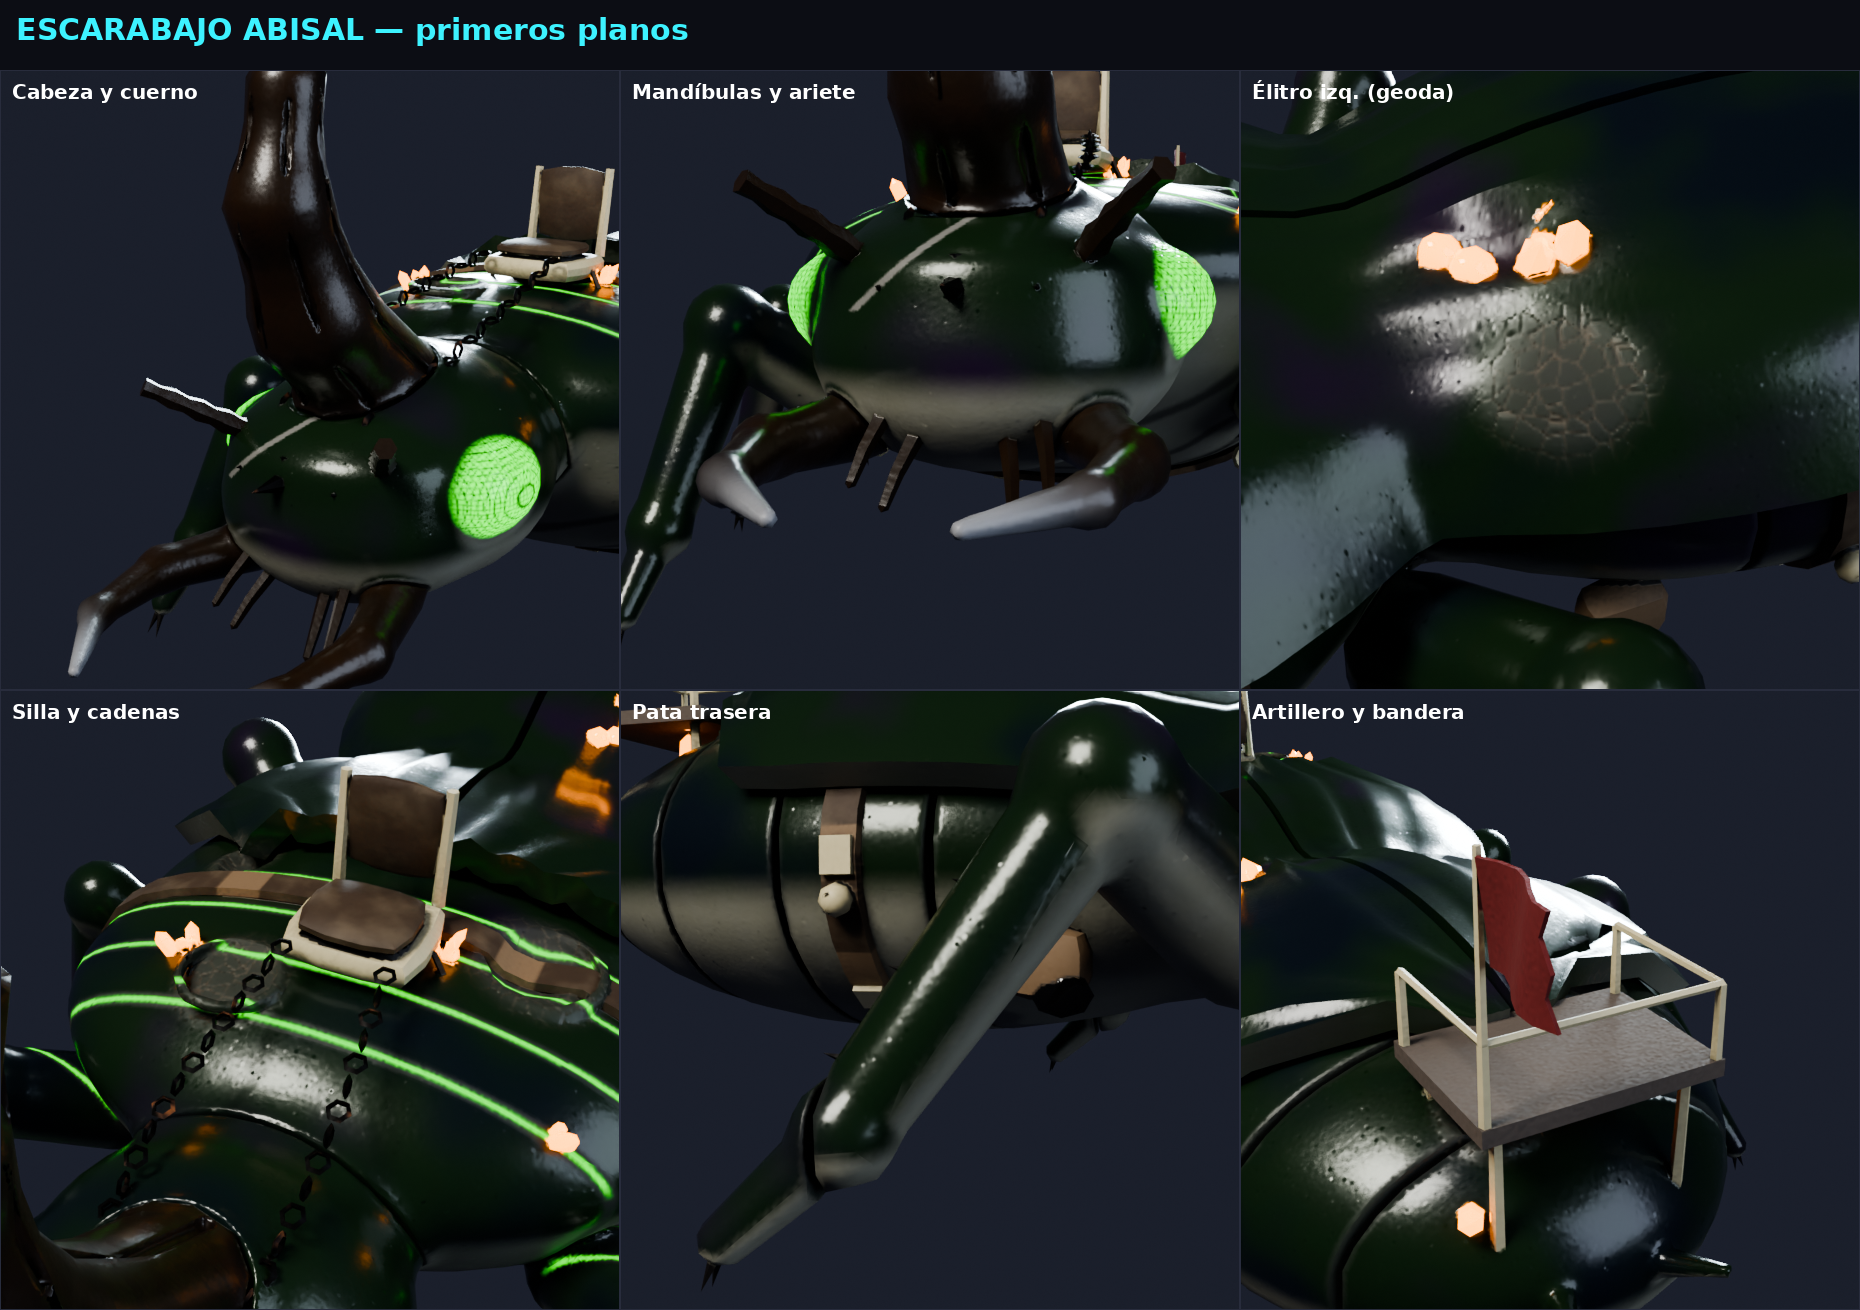 ESCARABAJO ABISAL — primeros planos
Cabeza y cuerno
Mandíbulas y ariete
Élitro izq. (geoda)
Silla y cadenas
Pata trasera
Artillero y bandera